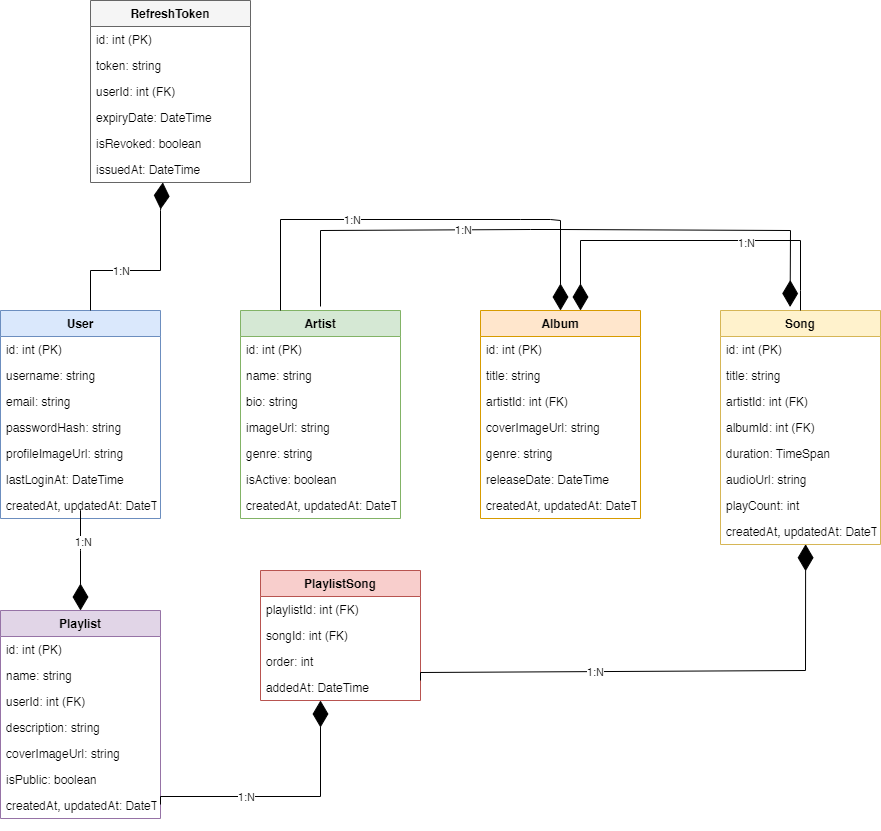 RefreshToken
id: int (PK)
token: string
userId: int (FK)
expiryDate: DateTime
isRevoked: boolean
issuedAt: DateTime
1:N
1:N
1:N
1:N
User
id: int (PK)
username: string
email: string
passwordHash: string
profileImageUrl: string
lastLoginAt: DateTime
createdAt, updatedAt: DateT
Artist
id: int (PK)
name: string
bio: string
imageUrl: string
genre: string
isActive: boolean
createdAt, updatedAt: DateT
Album
id: int (PK)
title: string
artistId: int (FK)
coverImageUrl: string
genre: string
releaseDate: DateTime
createdAt, updatedAt: DateT
Song
id: int (PK)
title: string
artistId: int (FK)
albumId: int (FK)
duration: TimeSpan
audioUrl: string
playCount: int
createdAt, updatedAt: DateT
1:N
Playlist
id: int (PK)
name: string
userId: int (FK)
description: string
coverImageUrl: string
isPublic: boolean
createdAt, updatedAt: DateT
PlaylistSong
playlistId: int (FK)
songId: int (FK)
order: int
addedAt: DateTime
1:N
1:N